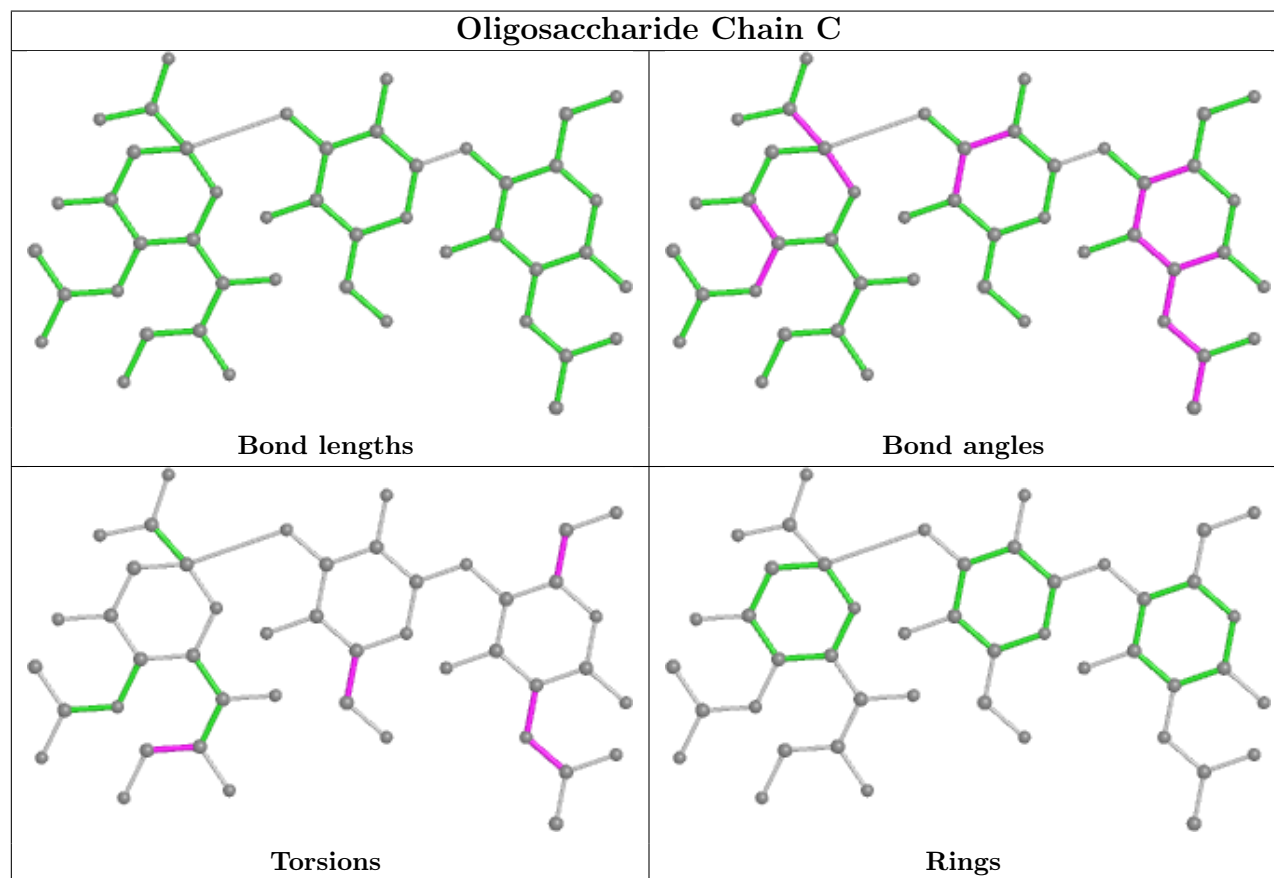 Oligosaccharide Chain C
Bond lengths
Bond angles
Torsions
Rings